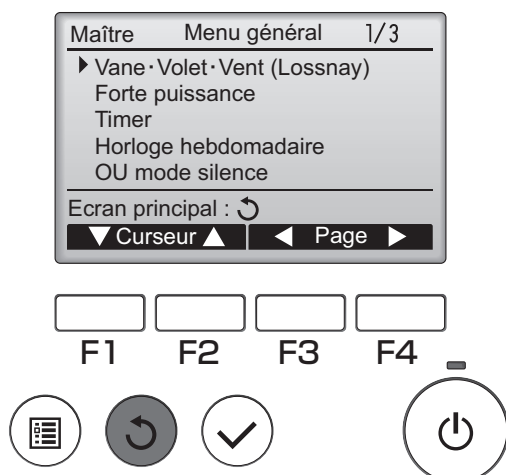 Maître Menu général 1/3
Vane·Volet·Vent (Lossnay)
Forte puissance
Timer
Horloge hebdomadaire
OU mode silence
Ecran principal :
Curseur Page
F1 F2 F3 F4